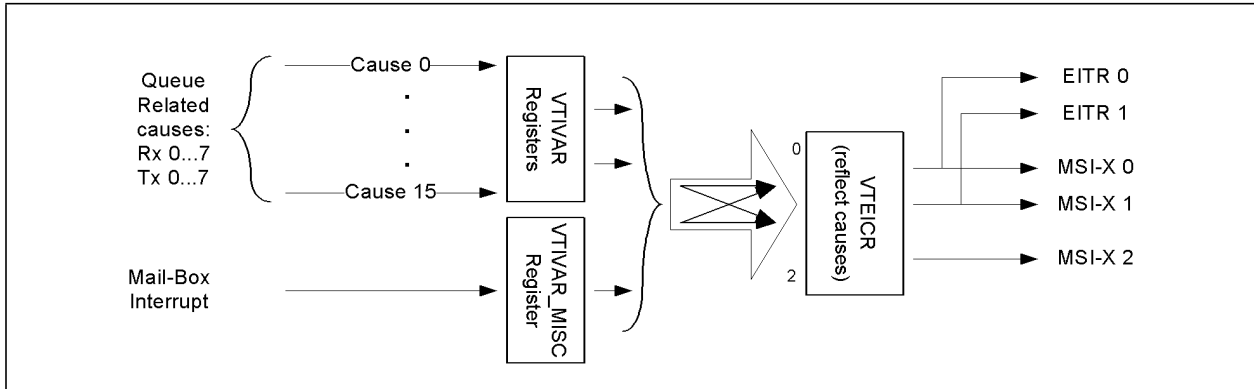 Queue
Related
causes:
Rx 0...7
Tx 0...7
Cause 0
.
.
.
Cause 15
VTIVAR
Registers
Mail-Box
Interrupt
VTIVAR_MISC
Register
0
2
VTEICR
(reflect causes)
EITR 0
EITR 1
MSI-X 0
MSI-X 1
MSI-X 2